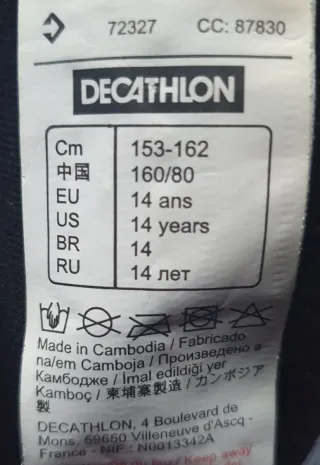 72327 CC: 87830
DECATHLON
Cm 153-162
中国 160/80
EU 14 ans
US 14 years
BR 14
RU 14 лет
Made in Cambodia / Fabricado
na/em Camboja / Произведено в
Камбодже / İmal edildiği yer
Kamboç / 柬埔寨製造 / カンボジア
製
DECATHLON, 4 Boulevard de
Mons, 59650 Villeneuve d'Ascq -
France - NIF : N0013342A
Keep away